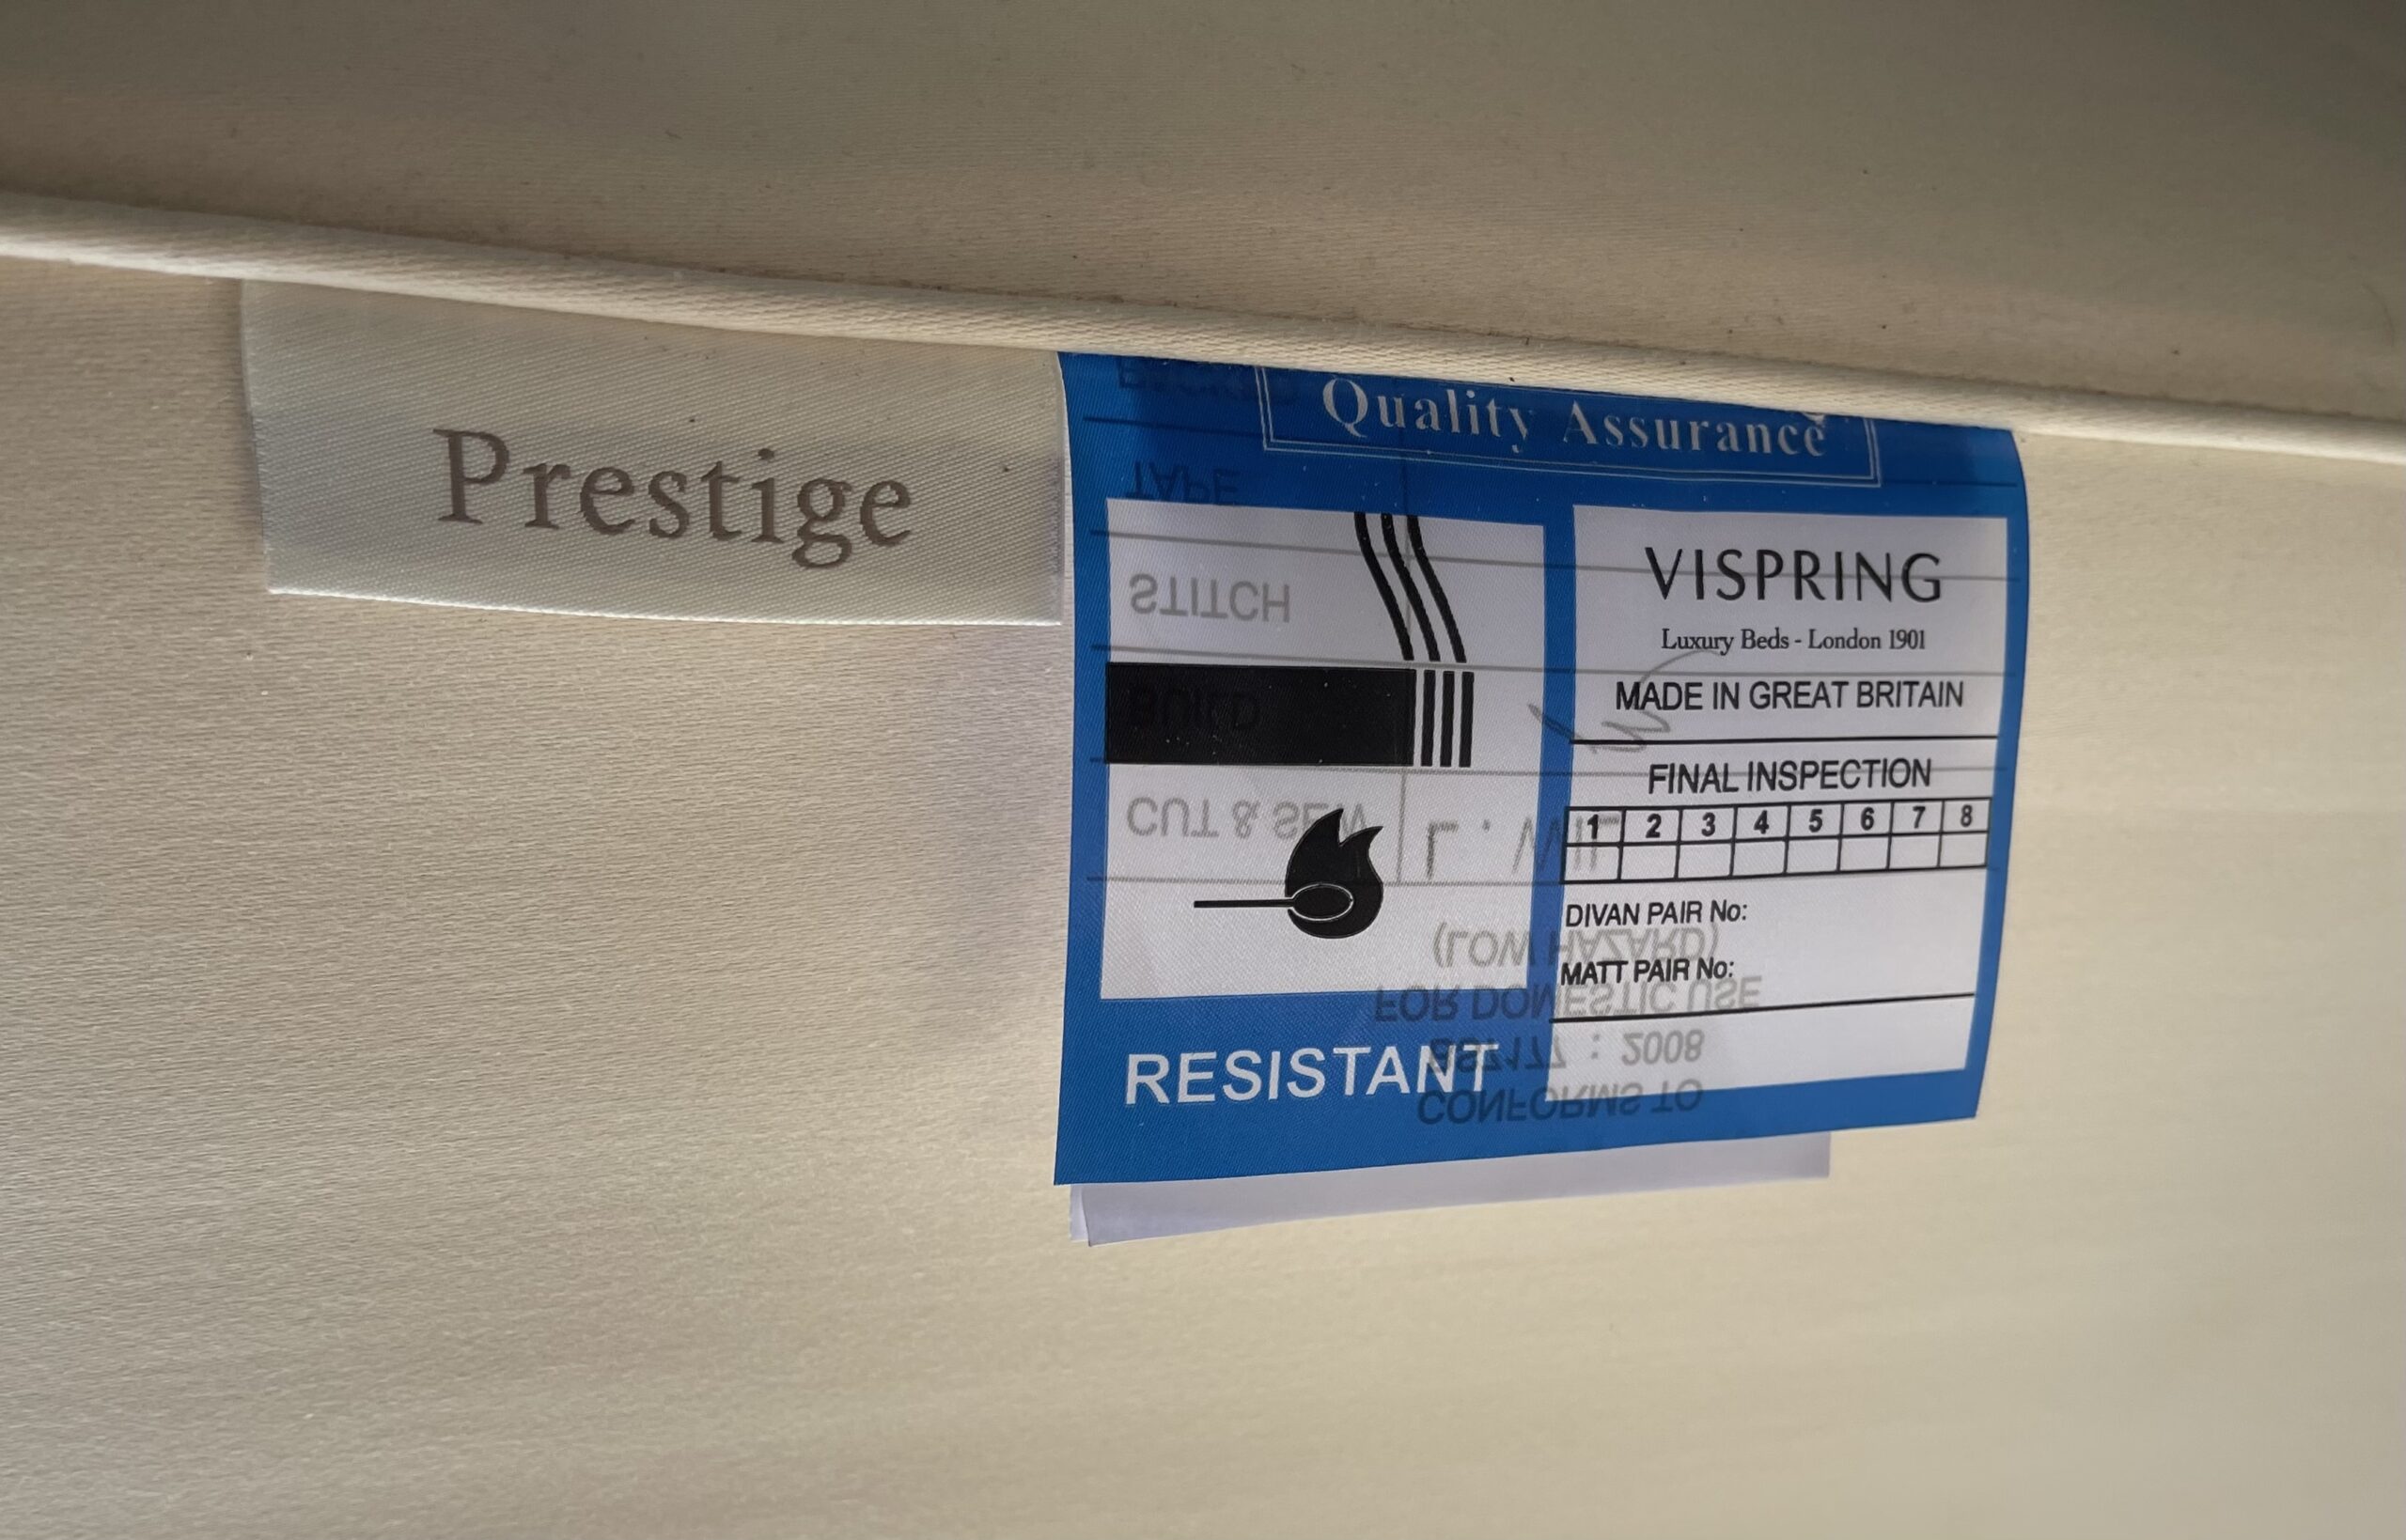 Prestige
Quality Assurance
RESISTANT
VISPRING
Luxury Beds - London 1901
MADE IN GREAT BRITAIN
FINAL INSPECTION
1 2 3 4 5 6 7 8
DIVAN PAIR No:
MATT PAIR No:
TAPE
STITCH
BUILD
CUT & SEW
(LOW HAZARD)
FOR DOMESTIC USE
BS7177 : 2008
CONFORMS TO